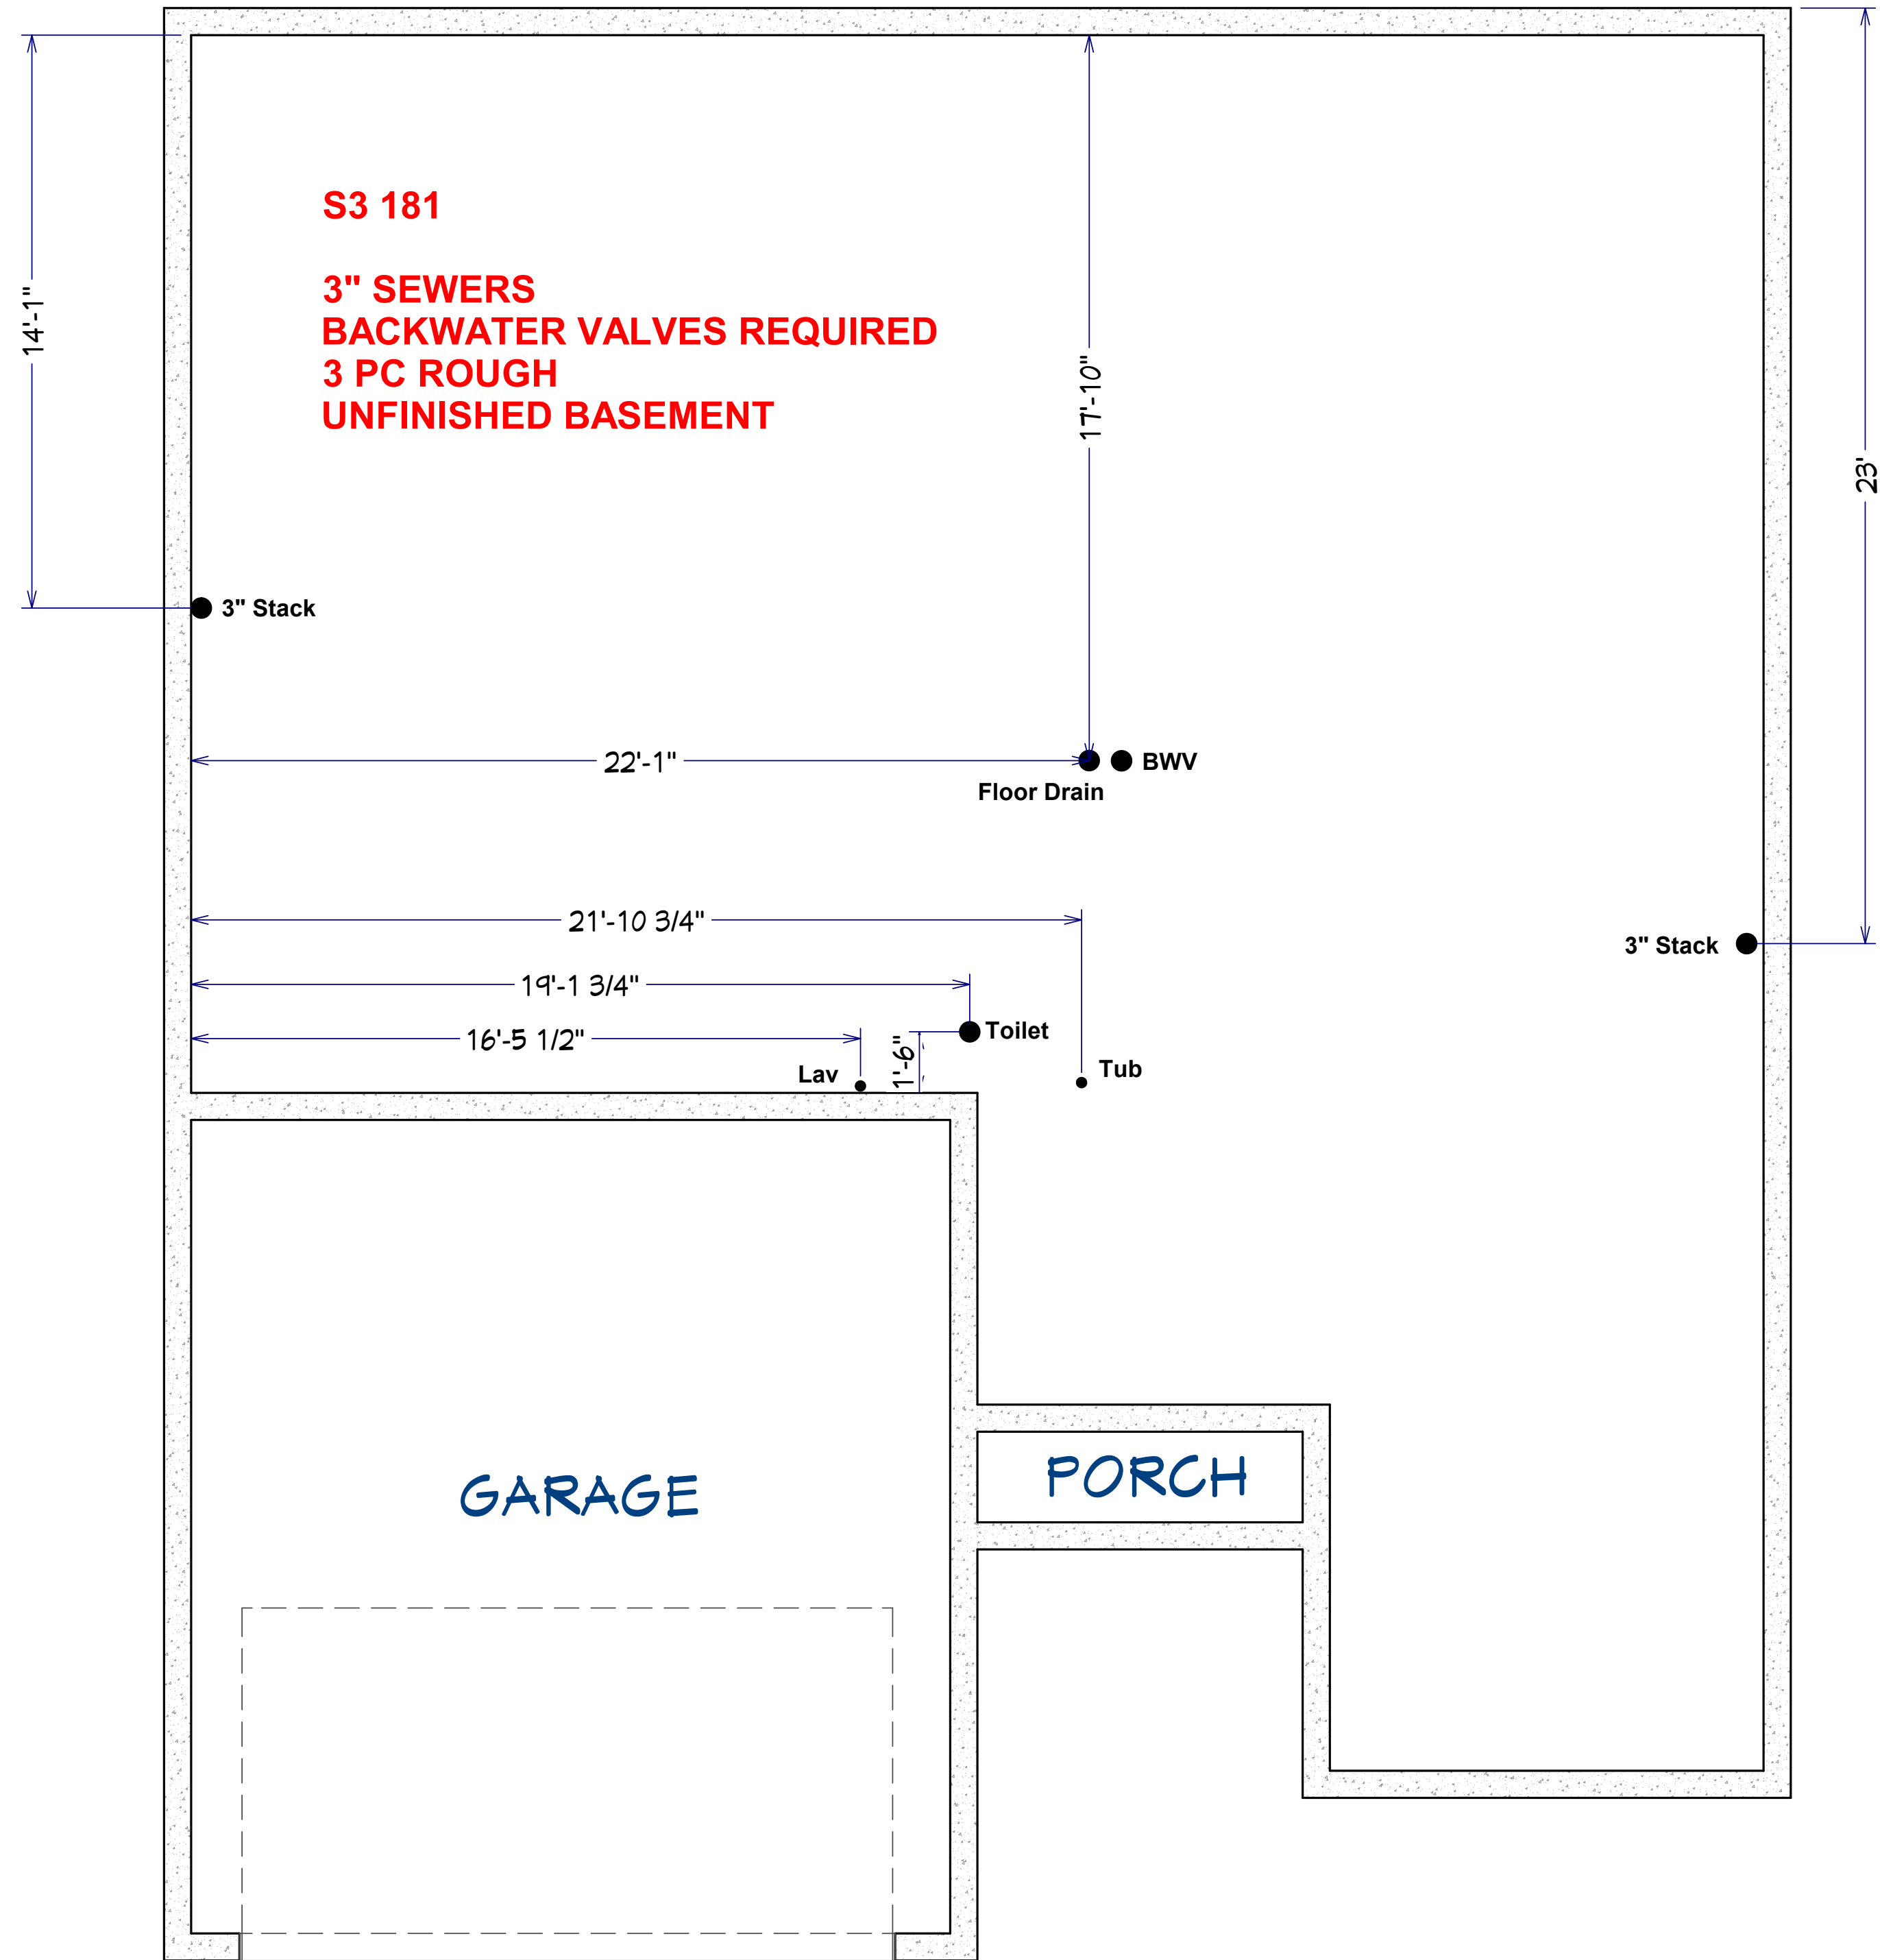 S3 181
3" SEWERS
BACKWATER VALVES REQUIRED
3 PC ROUGH
UNFINISHED BASEMENT
14'-1"
17'-10"
23'
3" Stack
22'-1"
BWV
Floor Drain
21'-10 3/4"
3" Stack
19'-1 3/4"
Toilet
16'-5 1/2"
1'-6"
Lav
Tub
GARAGE
PORCH